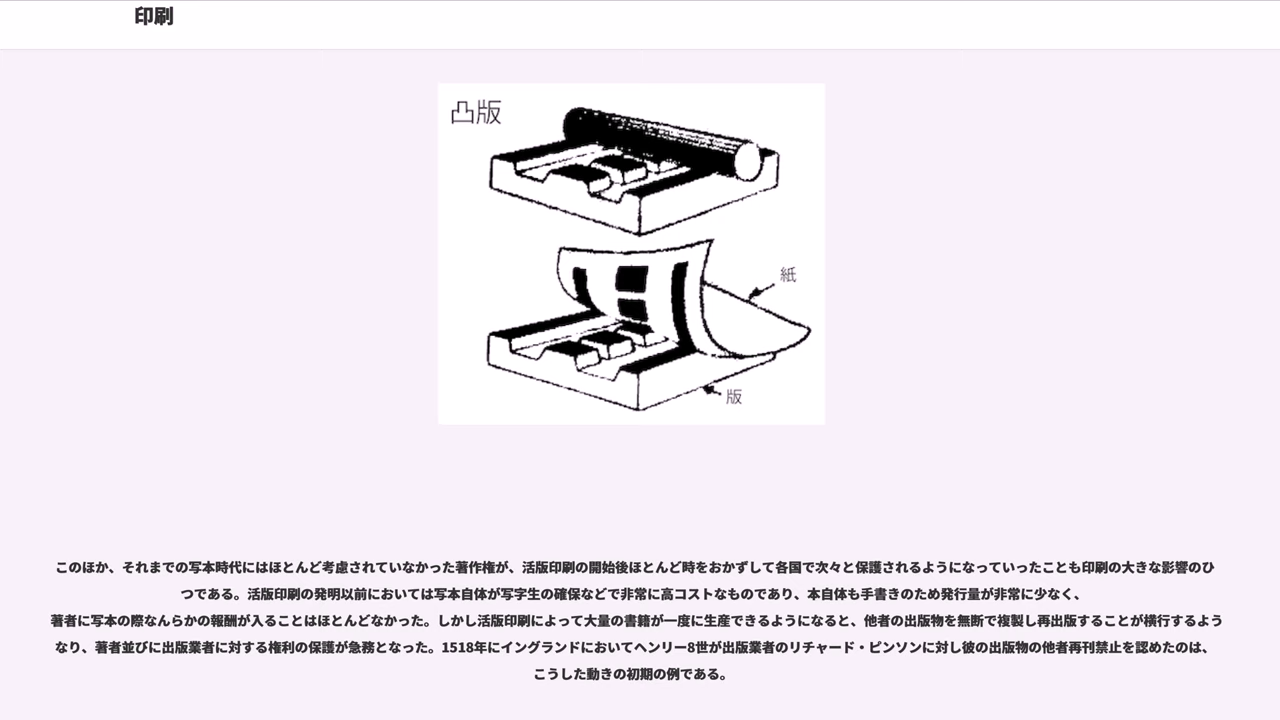 印刷
凸版
紙
版
このほか、それまでの写本時代にはほとんど考慮されていなかった著作権が、活版印刷の開始後ほとんど時をおかずして各国で次々と保護されるようになっていったことも印刷の大きな影響のひ
つである。活版印刷の発明以前においては写本自体が写字生の確保などで非常に高コストなものであり、本自体も手書きのため発行量が非常に少なく、
著者に写本の際なんらかの報酬が入ることはほとんどなかった。しかし活版印刷によって大量の書籍が一度に生産できるようになると、他者の出版物を無断で複製し再出版することが横行するよう
なり、著者並びに出版業者に対する権利の保護が急務となった。1518年にイングランドにおいてヘンリー8世が出版業者のリチャード・ピンソンに対し彼の出版物の他者再刊禁止を認めたのは、
こうした動きの初期の例である。